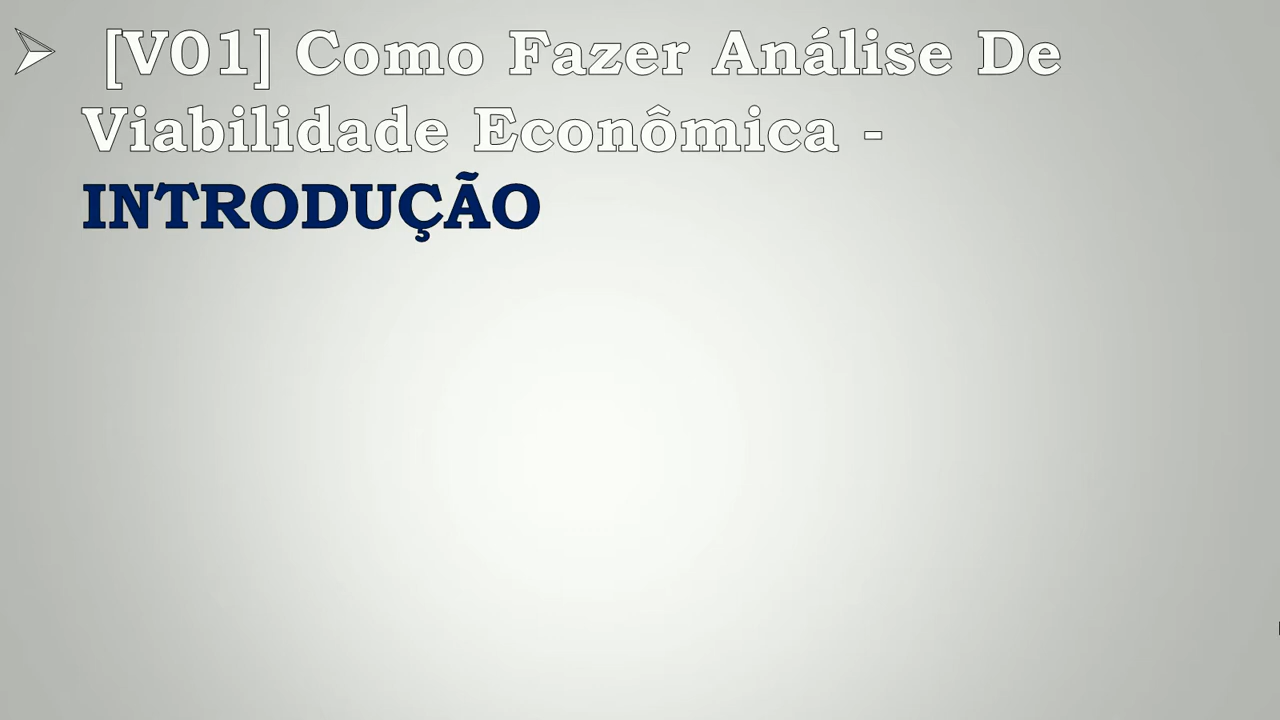 [V01] Como Fazer Análise De
Viabilidade Econômica -
INTRODUÇÃO